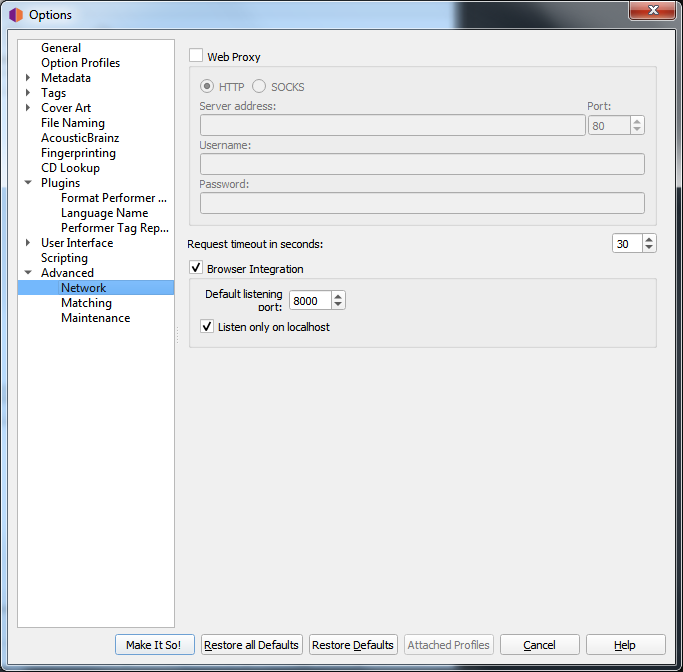 Options
General
Option Profiles
Metadata
Tags
Cover Art
File Naming
AcousticBrainz
Fingerprinting
CD Lookup
Plugins
Format Performer ...
Language Name
Performer Tag Rep...
User Interface
Scripting
Advanced
Network
Matching
Maintenance
Web Proxy
HTTP SOCKS
Server address: Port:
80
Username:
Password:
Request timeout in seconds: 30
Browser Integration
Default listening
port: 8000
Listen only on localhost
Make It So! Restore all Defaults Restore Defaults Attached Profiles Cancel Help